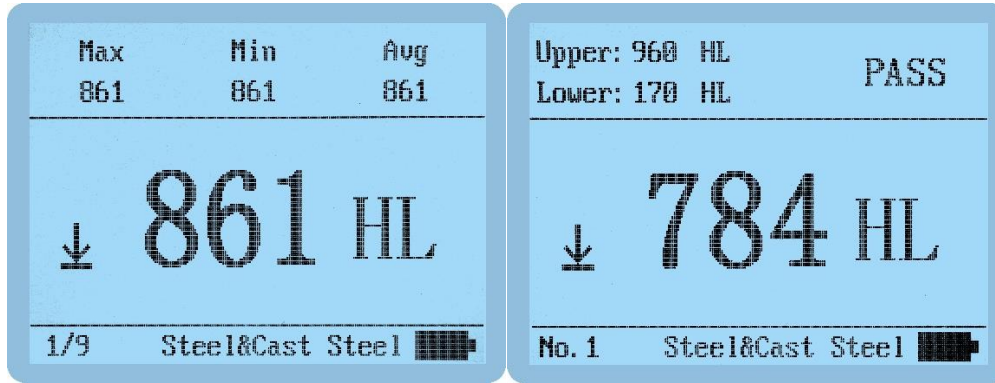 Max Min Avg
861 861 861
861 HL
1/9 Steel&Cast Steel
Upper: 960 HL
Lower: 170 HL
PASS
784 HL
No.1 Steel&Cast Steel